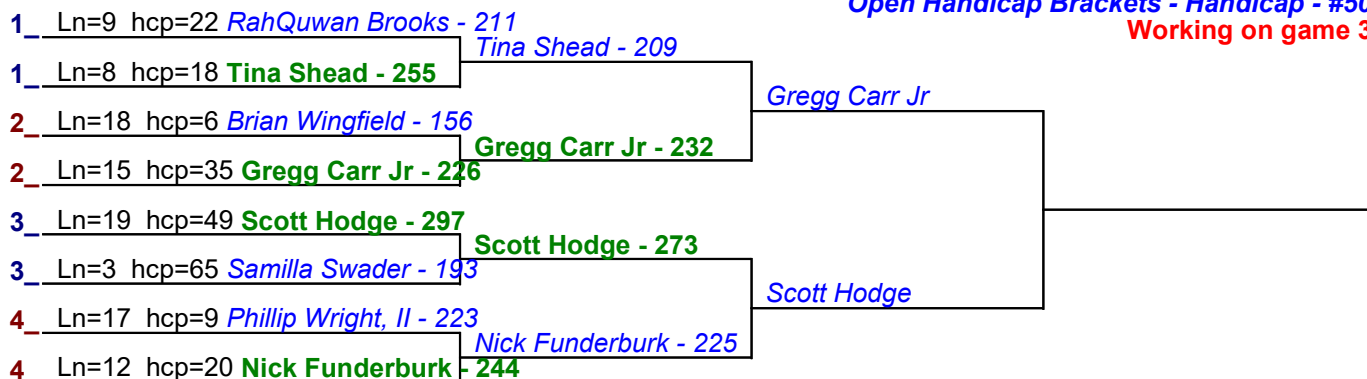 Open Handicap Brackets - Handicap - #50
Working on game 3
1_ Ln=9 hcp=22 RahQuwan Brooks - 211
Tina Shead - 209
1_ Ln=8 hcp=18 Tina Shead - 255
Gregg Carr Jr
2_ Ln=18 hcp=6 Brian Wingfield - 156
Gregg Carr Jr - 232
2_ Ln=15 hcp=35 Gregg Carr Jr - 226
3_ Ln=19 hcp=49 Scott Hodge - 297
Scott Hodge - 273
3_ Ln=3 hcp=65 Samilla Swader - 193
Scott Hodge
4_ Ln=17 hcp=9 Phillip Wright, II - 223
Nick Funderburk - 225
4 Ln=12 hcp=20 Nick Funderburk - 244